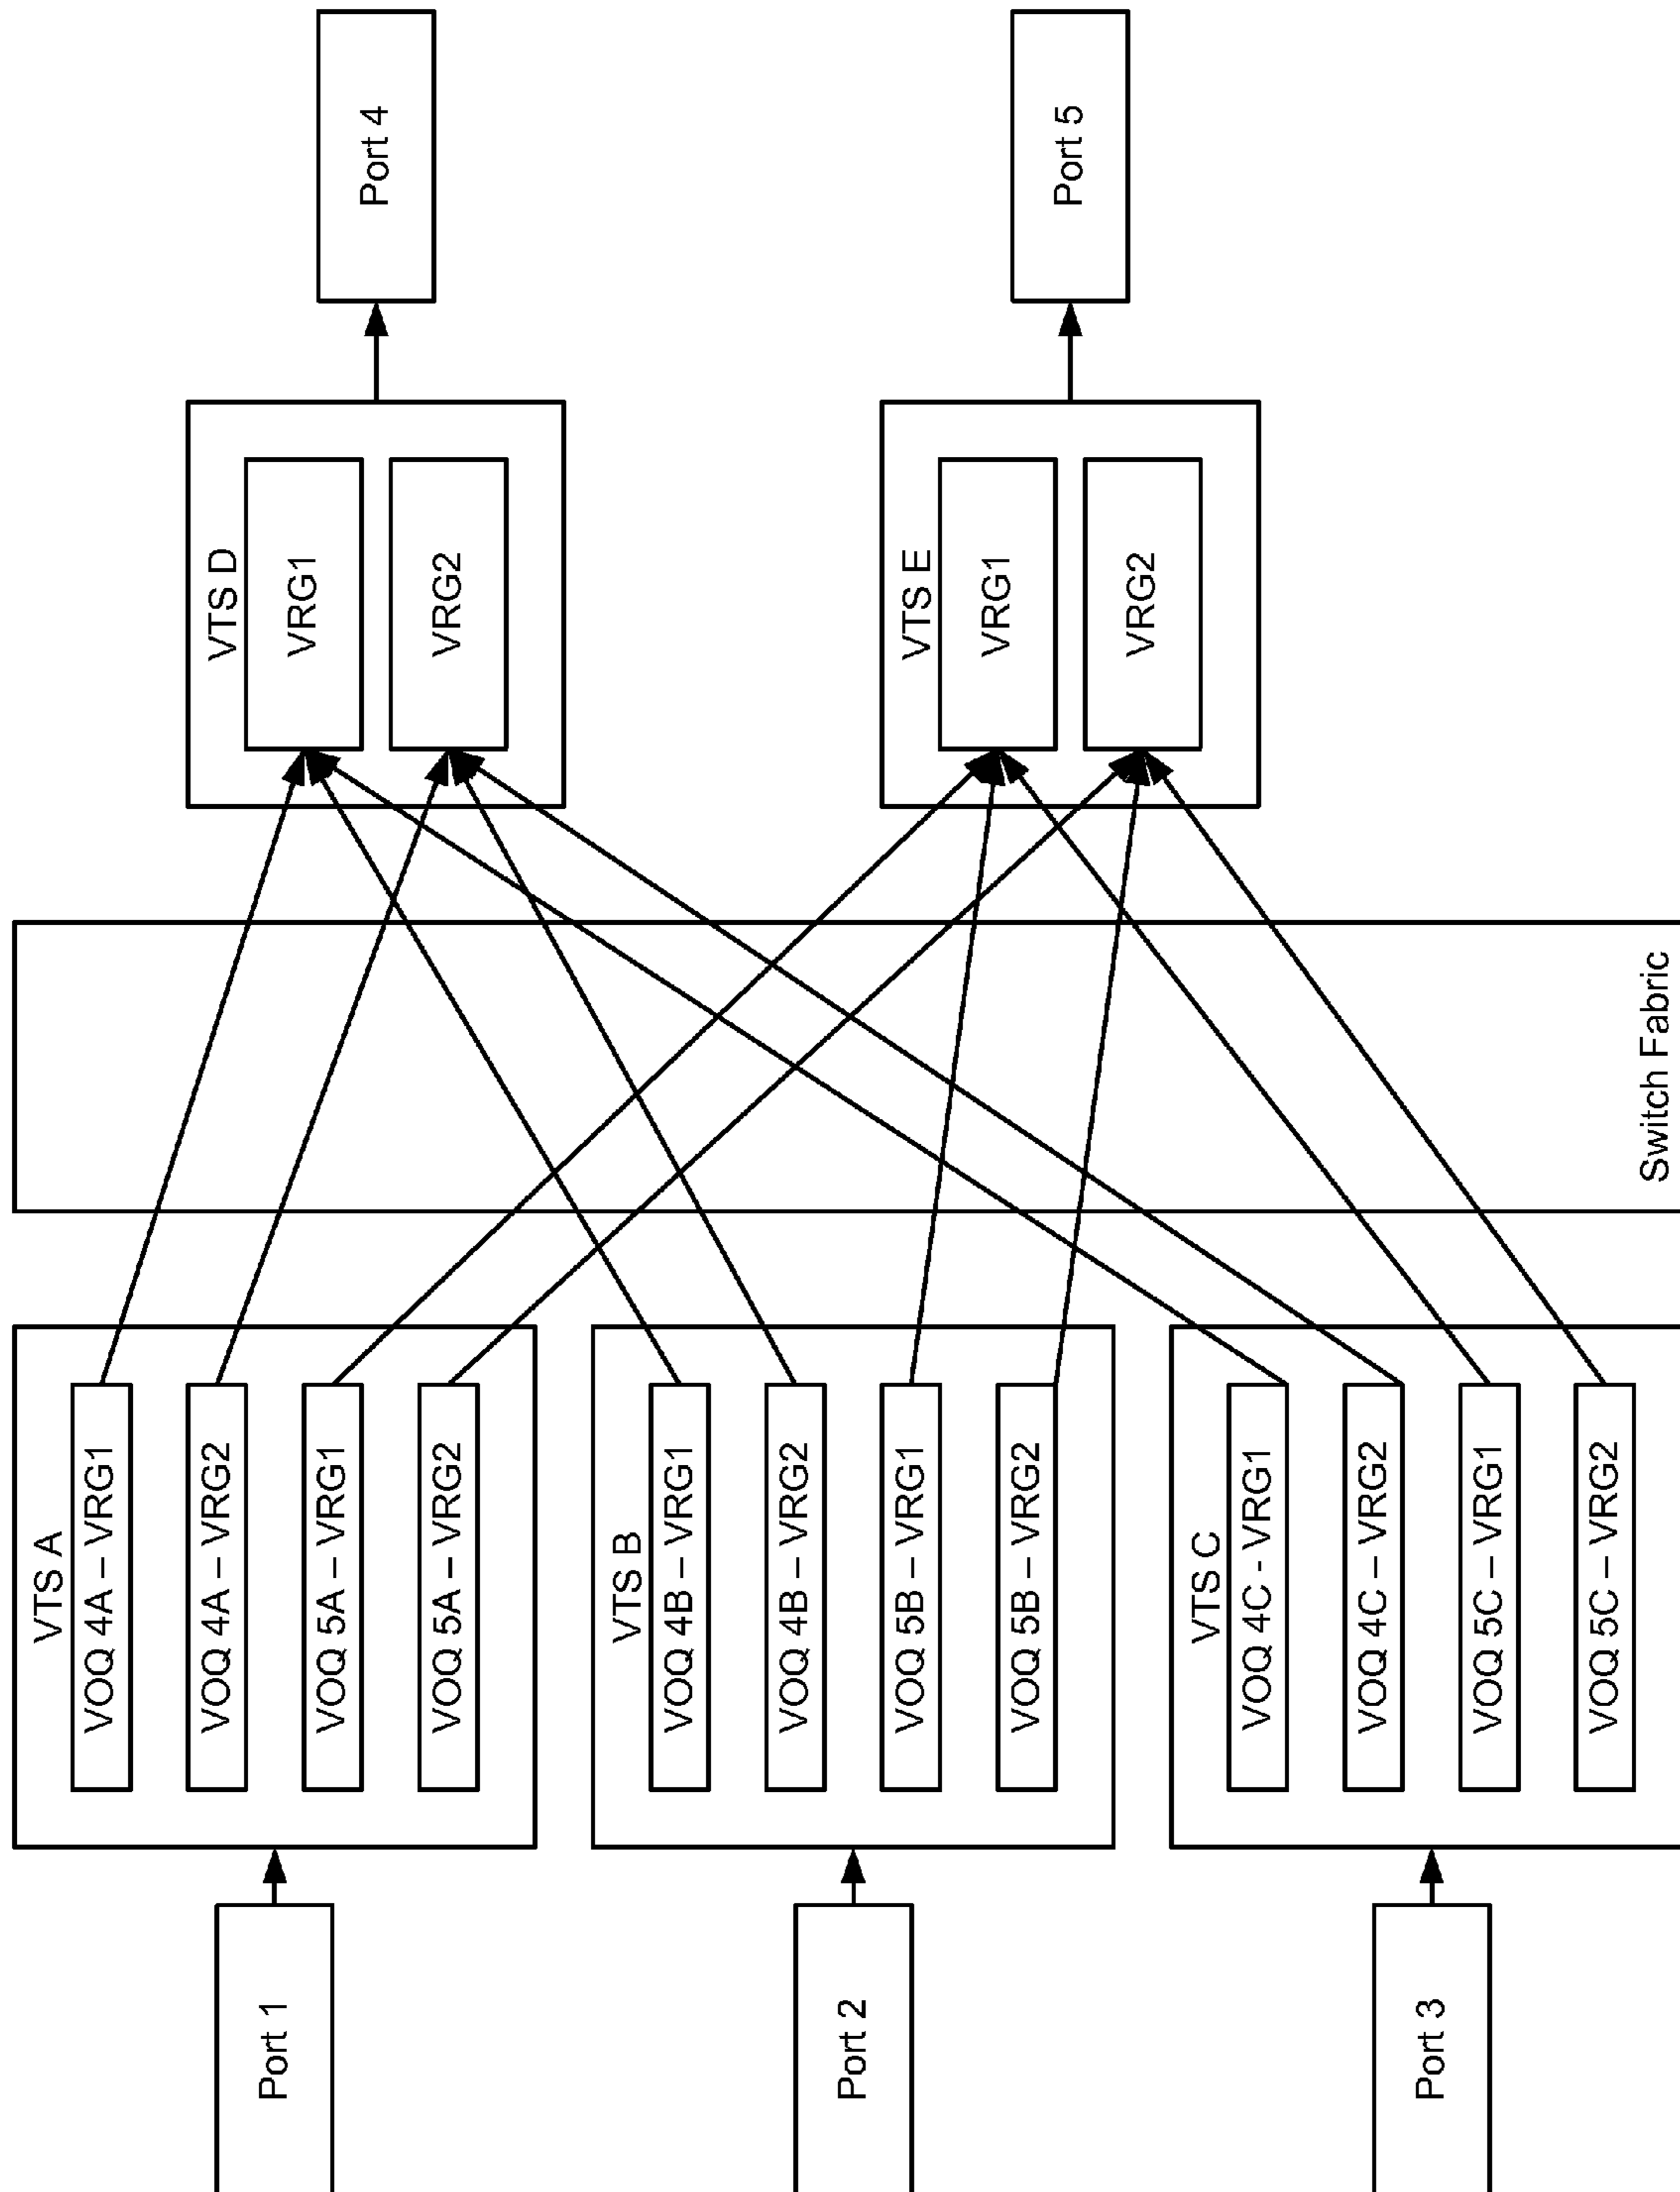 Port 1
Port 2
Port 3
VTS A
VOQ 4A – VRG1
VOQ 4A – VRG2
VOQ 5A – VRG1
VOQ 5A – VRG2
VTS B
VOQ 4B – VRG1
VOQ 4B – VRG2
VOQ 5B – VRG1
VOQ 5B – VRG2
VTS C
VOQ 4C - VRG1
VOQ 4C – VRG2
VOQ 5C – VRG1
VOQ 5C – VRG2
Switch Fabric
VTS D
VRG1
VRG2
VTS E
VRG1
VRG2
Port 4
Port 5